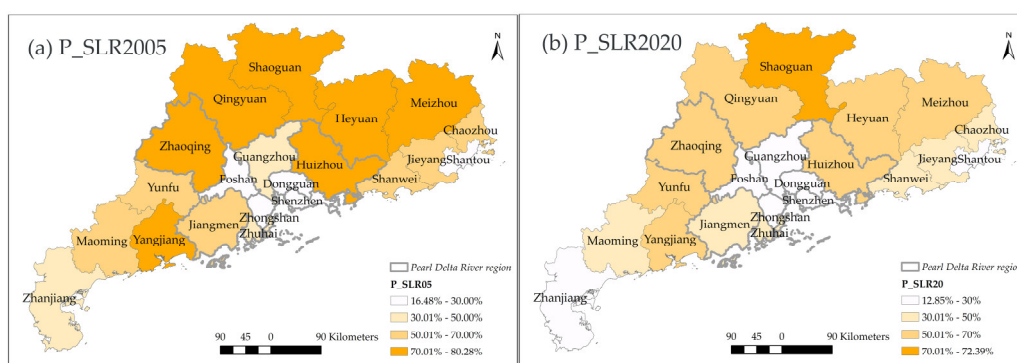 (a) P_SLR2005
N
Shaoguan
Qingyuan
Meizhou
Heyuan
Chaozhou
Zhaoqing
Guangzhou
Huizhou
Jieyang
Shantou
Foshan
Dongguan
Shanwei
Yunfu
Shenzhen
Zhongshan
Jiangmen
Zhuhai
Maoming
Yangjiang
Zhanjiang
Pearl Delta River region
P_SLR05
16.48% - 30.00%
30.01% - 50.00%
50.01% - 70.00%
70.01% - 80.28%
90 45 0 90 Kilometers
(b) P_SLR2020
N
Shaoguan
Qingyuan
Meizhou
Heyuan
Chaozhou
Zhaoqing
Guangzhou
Huizhou
Jieyang
Shantou
Foshan
Dongguan
Shanwei
Yunfu
Shenzhen
Zhongshan
Jiangmen
Zhuhai
Maoming
Yangjiang
Zhanjiang
Pearl Delta River region
P_SLR20
12.85% - 30%
30.01% - 50%
50.01% - 70%
70.01% - 72.39%
90 45 0 90 Kilometers